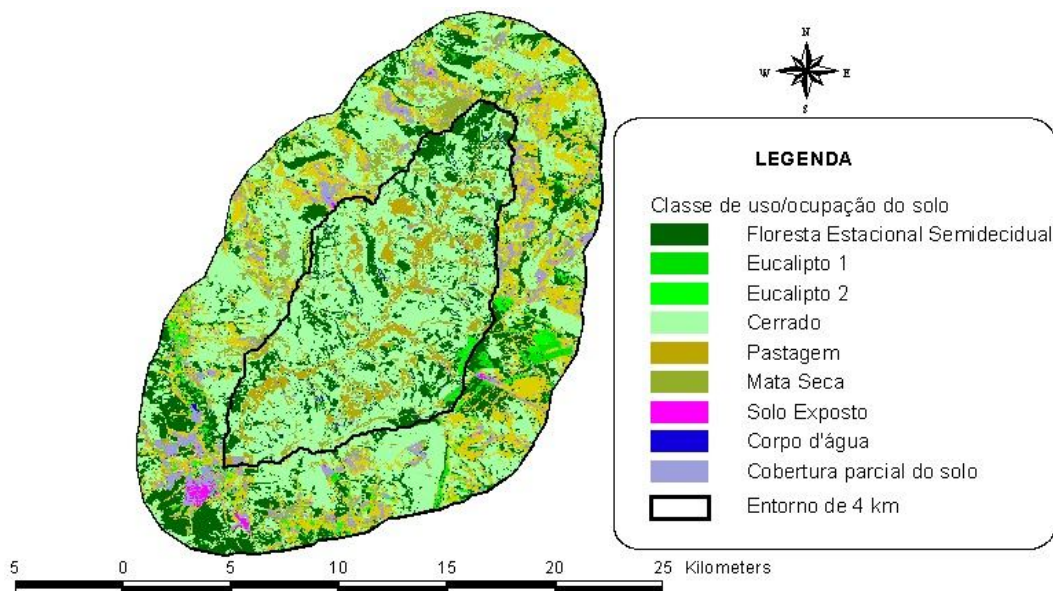 N
W E
S
LEGENDA
Classe de uso/ocupação do solo
Floresta Estacional Semidecidual
Eucalipto 1
Eucalipto 2
Cerrado
Pastagem
Mata Seca
Solo Exposto
Corpo d'água
Cobertura parcial do solo
Entorno de 4 km
5 0 5 10 15 20 25 Kilometers